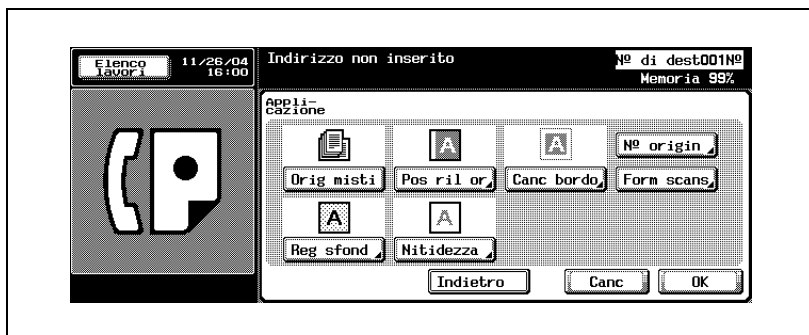 Elenco lavori
11/26/04
16:00
Indirizzo non inserito
Nº di dest001Nº
Memoria 99%
Appli-
cazione
Orig misti
Pos ril or
Canc bordo
Nº origin
Form scans
Reg sfond
Nitidezza
Indietro
Canc
OK